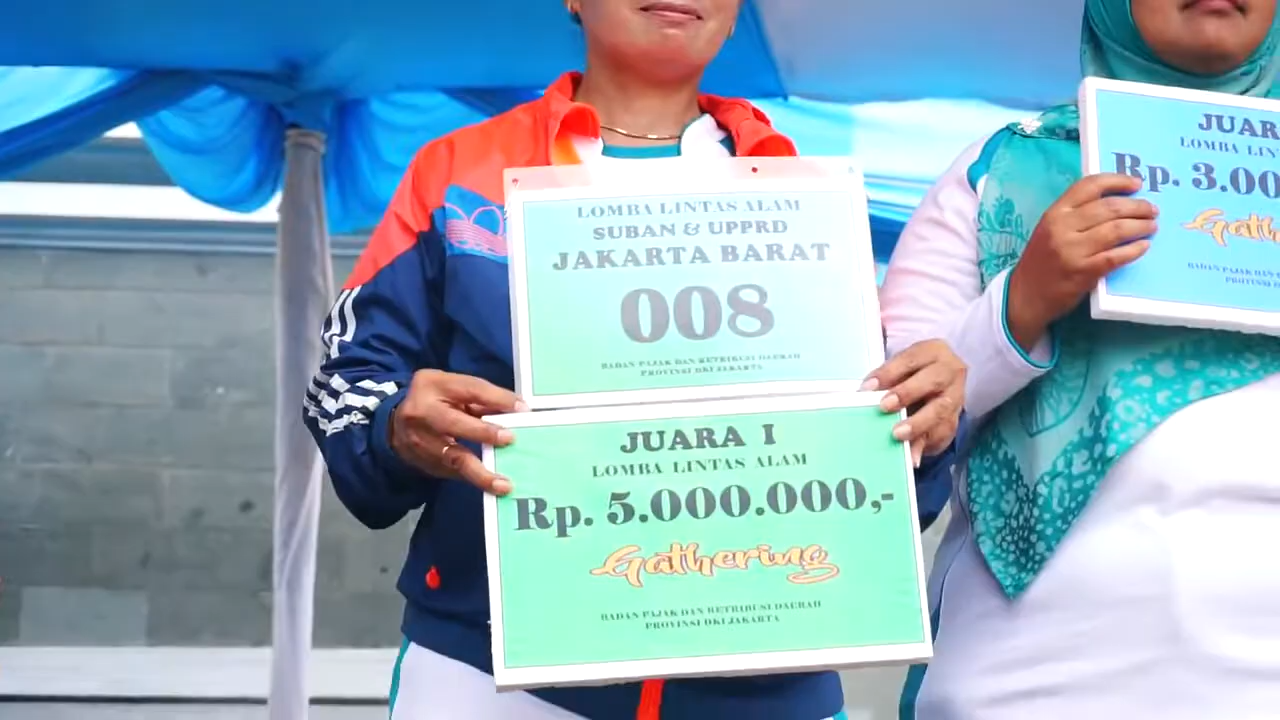 LOMBA LINTAS ALAM
SUBAN & UPPRD
JAKARTA BARAT
008
BADAN PAJAK DAN RETRIBUSI DAERAH
PROVINSI DKI JAKARTA
JUARA I
LOMBA LINTAS ALAM
Rp. 5.000.000,-
Gathering
BADAN PAJAK DAN RETRIBUSI DAERAH
PROVINSI DKI JAKARTA
JUAR
LOMBA LIN
Rp. 3.00
Gath
BADAN PAJAK DAN
PROVINSI